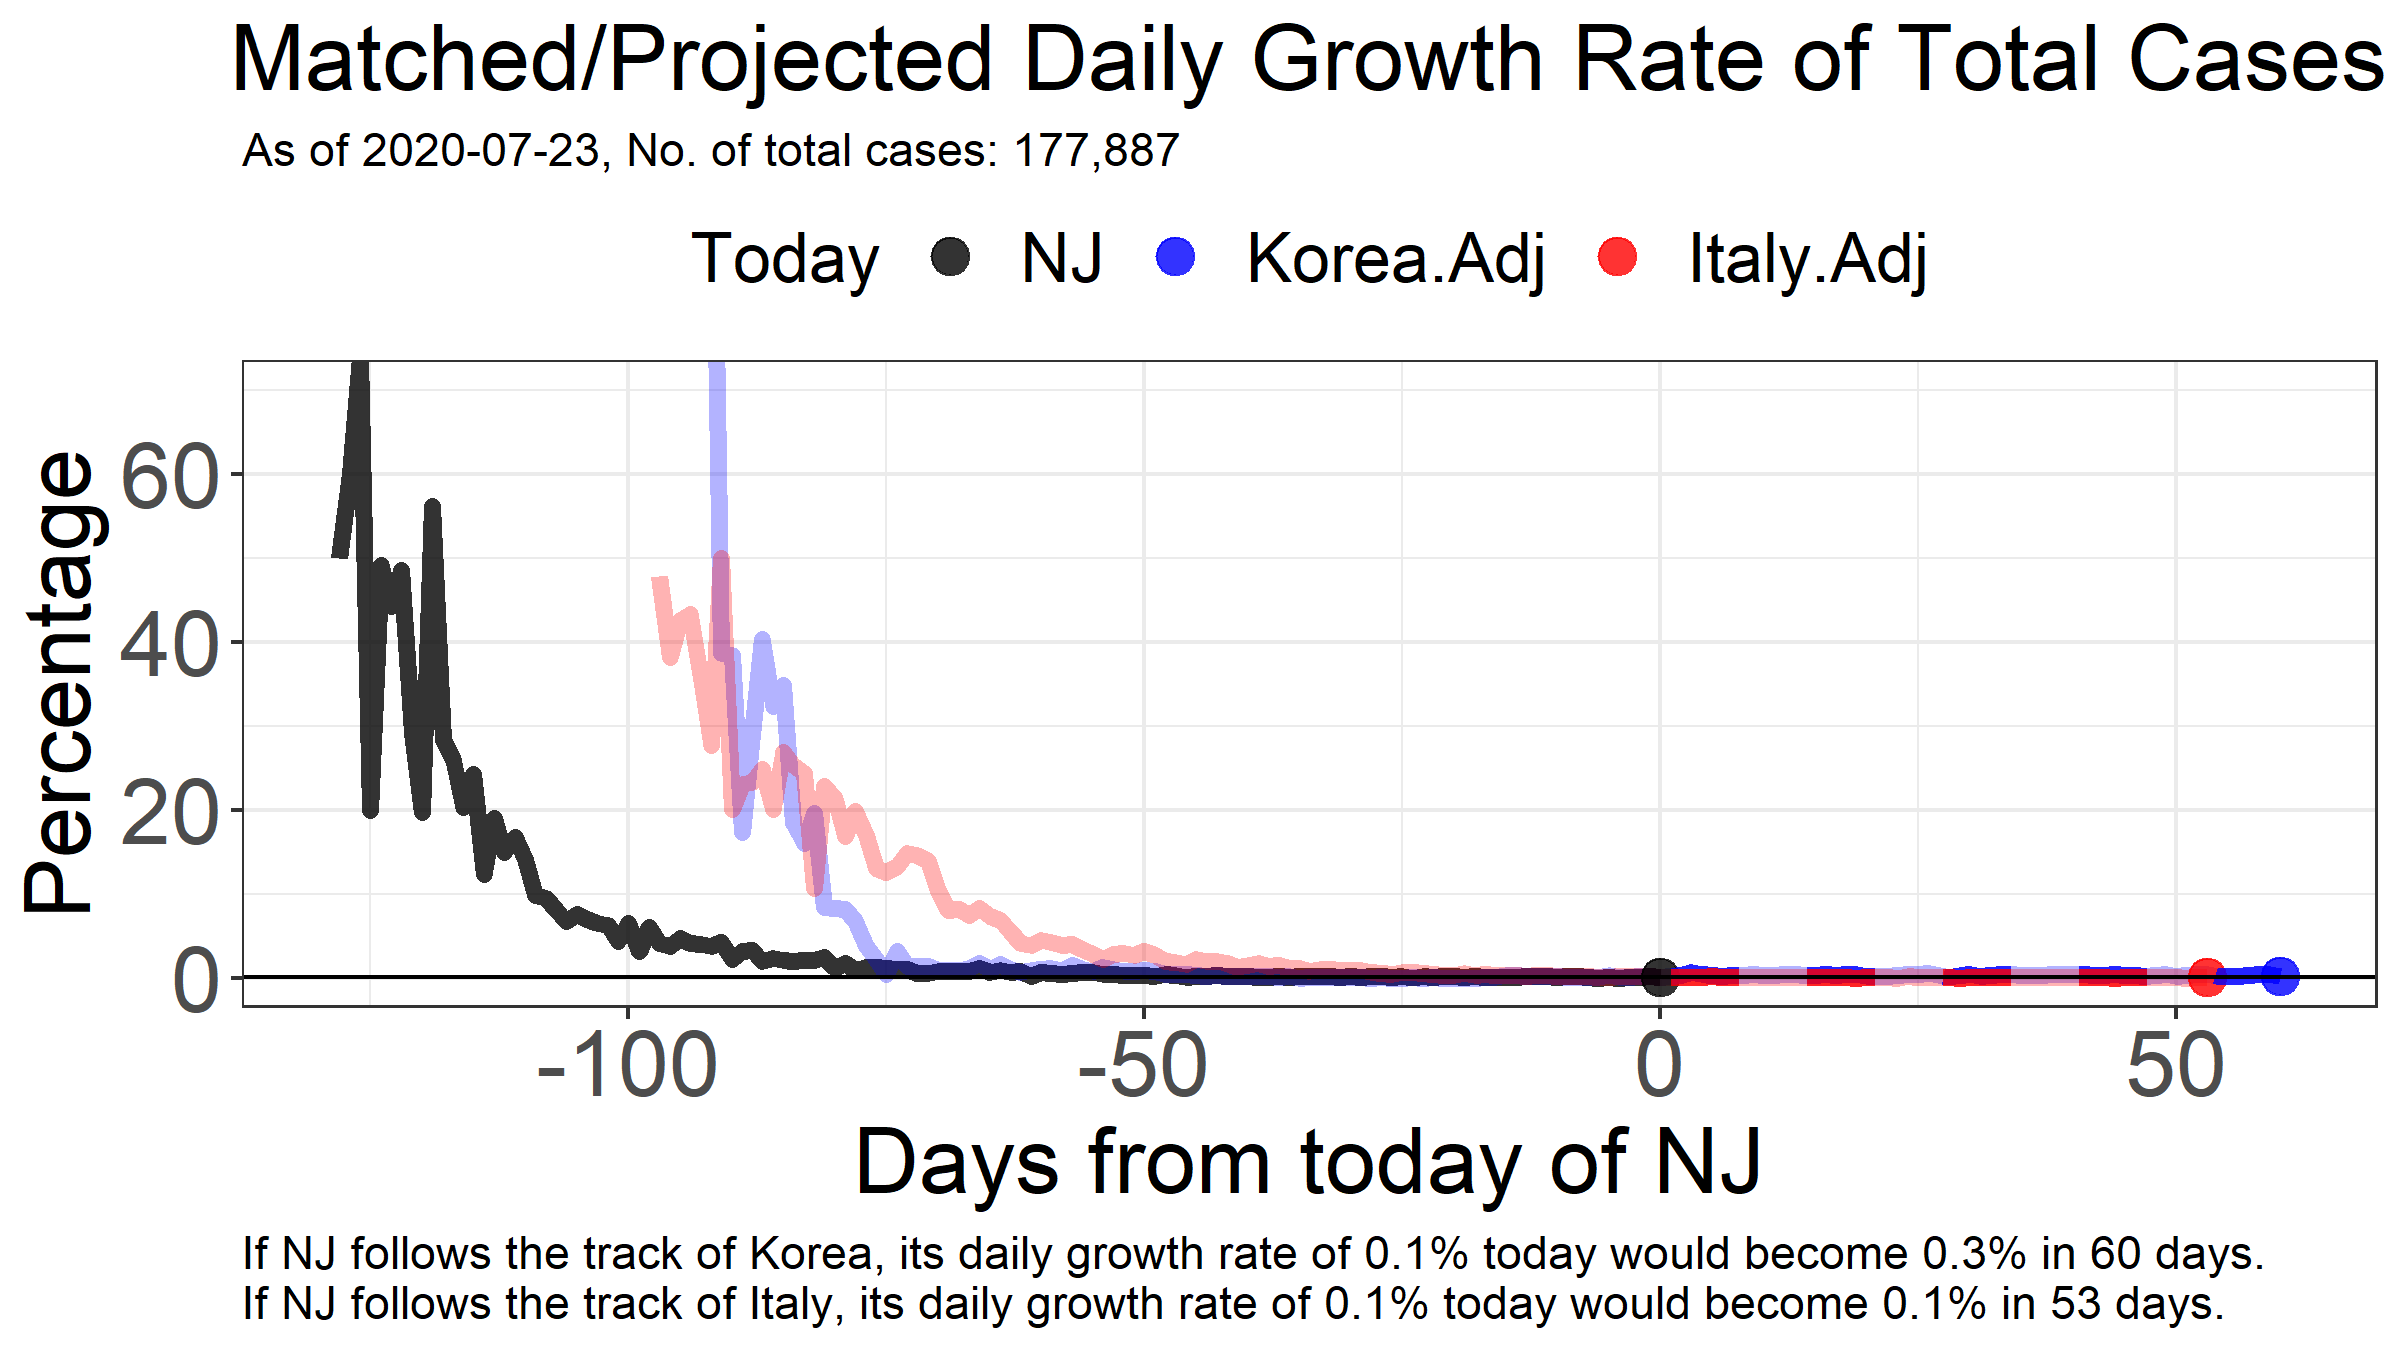 Matched/Projected Daily Growth Rate of Total Cases
As of 2020-07-23, No. of total cases: 177,887
Today NJ Korea.Adj Italy.Adj
Percentage
60
40
20
0
-100 -50 0 50
Days from today of NJ
If NJ follows the track of Korea, its daily growth rate of 0.1% today would become 0.3% in 60 days.
If NJ follows the track of Italy, its daily growth rate of 0.1% today would become 0.1% in 53 days.